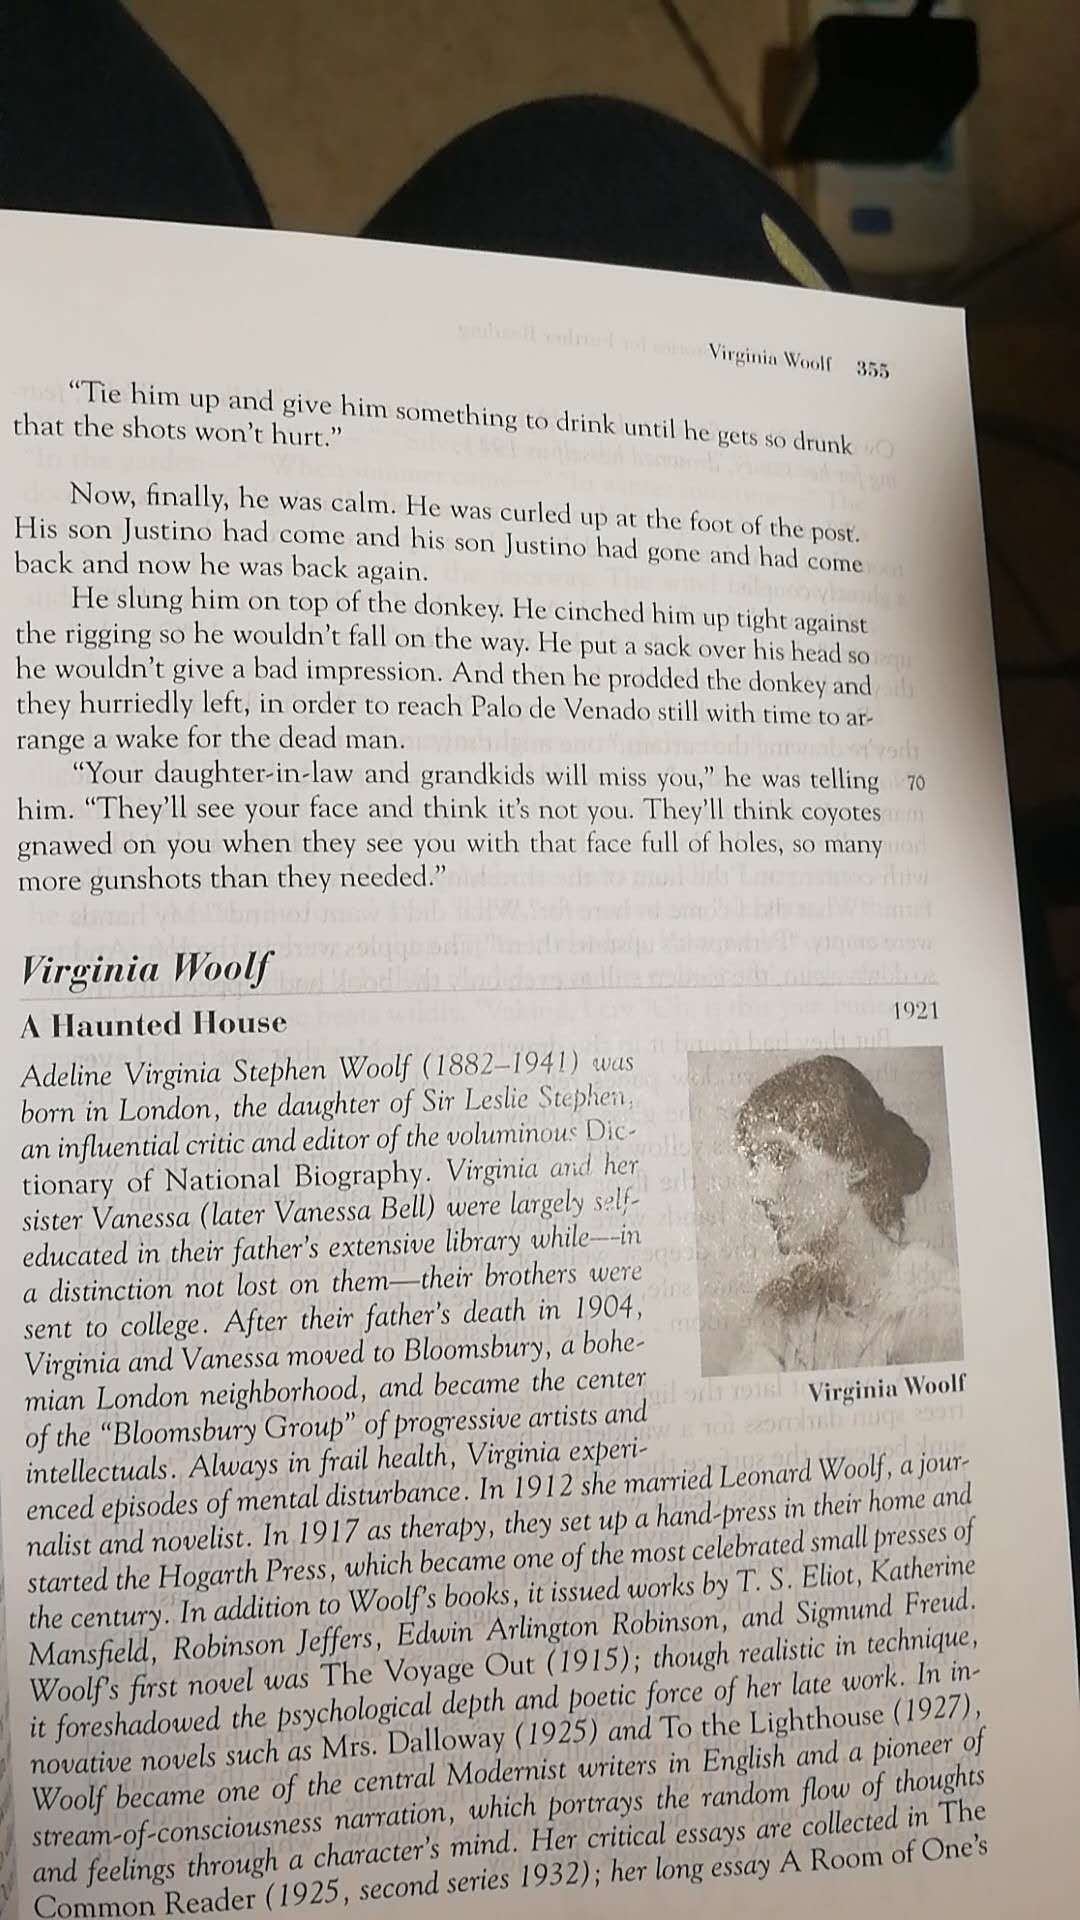 Virginia Woolf 355
“Tie him up and give him something to drink until he gets so drunk
that the shots won’t hurt.”
Now, finally, he was calm. He was curled up at the foot of the post.
His son Justino had come and his son Justino had gone and had come
back and now he was back again.
He slung him on top of the donkey. He cinched him up tight against
the rigging so he wouldn’t fall on the way. He put a sack over his head so
he wouldn’t give a bad impression. And then he prodded the donkey and
they hurriedly left, in order to reach Palo de Venado still with time to ar-
range a wake for the dead man.
“Your daughter-in-law and grandkids will miss you,” he was telling 70
him. “They’ll see your face and think it’s not you. They’ll think coyotes
gnawed on you when they see you with that face full of holes, so many
more gunshots than they needed.”
Virginia Woolf
A Haunted House 1921
Adeline Virginia Stephen Woolf (1882–1941) was
born in London, the daughter of Sir Leslie Stephen,
an influential critic and editor of the voluminous Dic-
tionary of National Biography. Virginia and her
sister Vanessa (later Vanessa Bell) were largely self-
educated in their father’s extensive library while—in
a distinction not lost on them—their brothers were
sent to college. After their father’s death in 1904,
Virginia and Vanessa moved to Bloomsbury, a bohe-
mian London neighborhood, and became the center
of the “Bloomsbury Group” of progressive artists and
intellectuals. Always in frail health, Virginia experi-
Virginia Woolf
enced episodes of mental disturbance. In 1912 she married Leonard Woolf, a jour-
nalist and novelist. In 1917 as therapy, they set up a hand-press in their home and
started the Hogarth Press, which became one of the most celebrated small presses of
the century. In addition to Woolf’s books, it issued works by T. S. Eliot, Katherine
Mansfield, Robinson Jeffers, Edwin Arlington Robinson, and Sigmund Freud.
Woolf’s first novel was The Voyage Out (1915); though realistic in technique,
it foreshadowed the psychological depth and poetic force of her late work. In in-
novative novels such as Mrs. Dalloway (1925) and To the Lighthouse (1927),
Woolf became one of the central Modernist writers in English and a pioneer of
stream-of-consciousness narration, which portrays the random flow of thoughts
and feelings through a character’s mind. Her critical essays are collected in The
Common Reader (1925, second series 1932); her long essay A Room of One’s